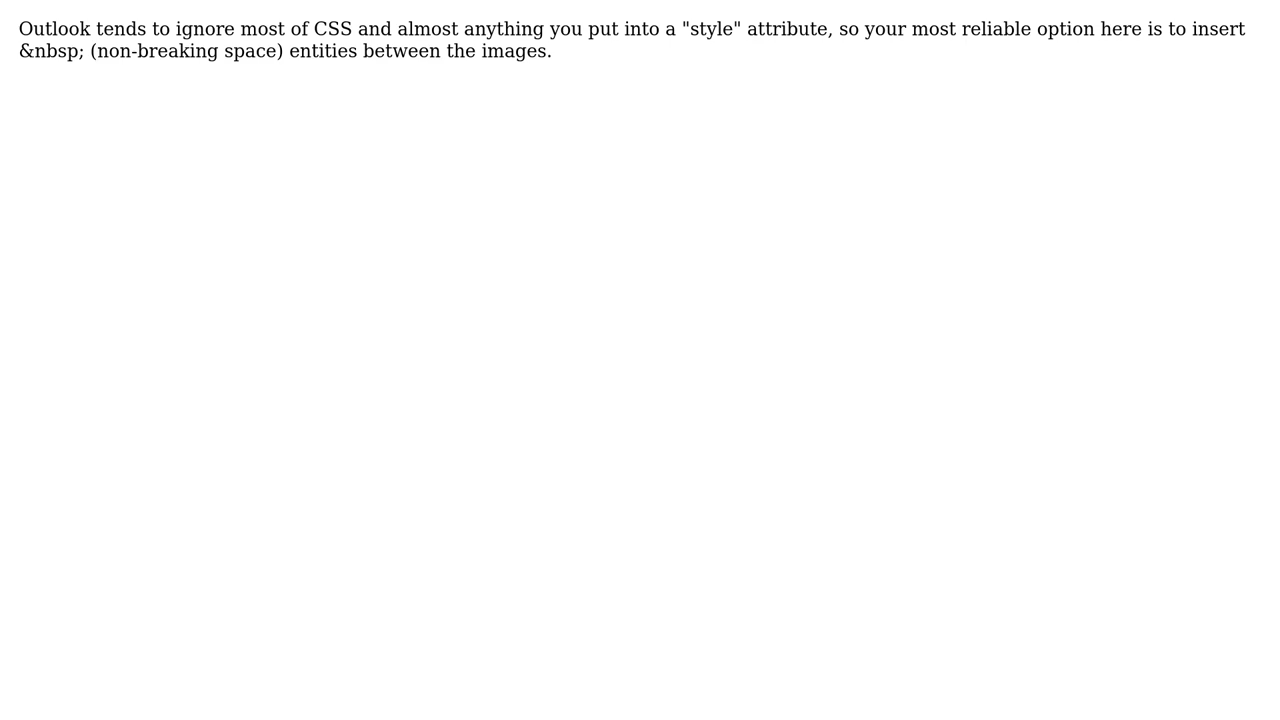 Outlook tends to ignore most of CSS and almost anything you put into a "style" attribute, so your most reliable option here is to insert
&nbsp; (non-breaking space) entities between the images.